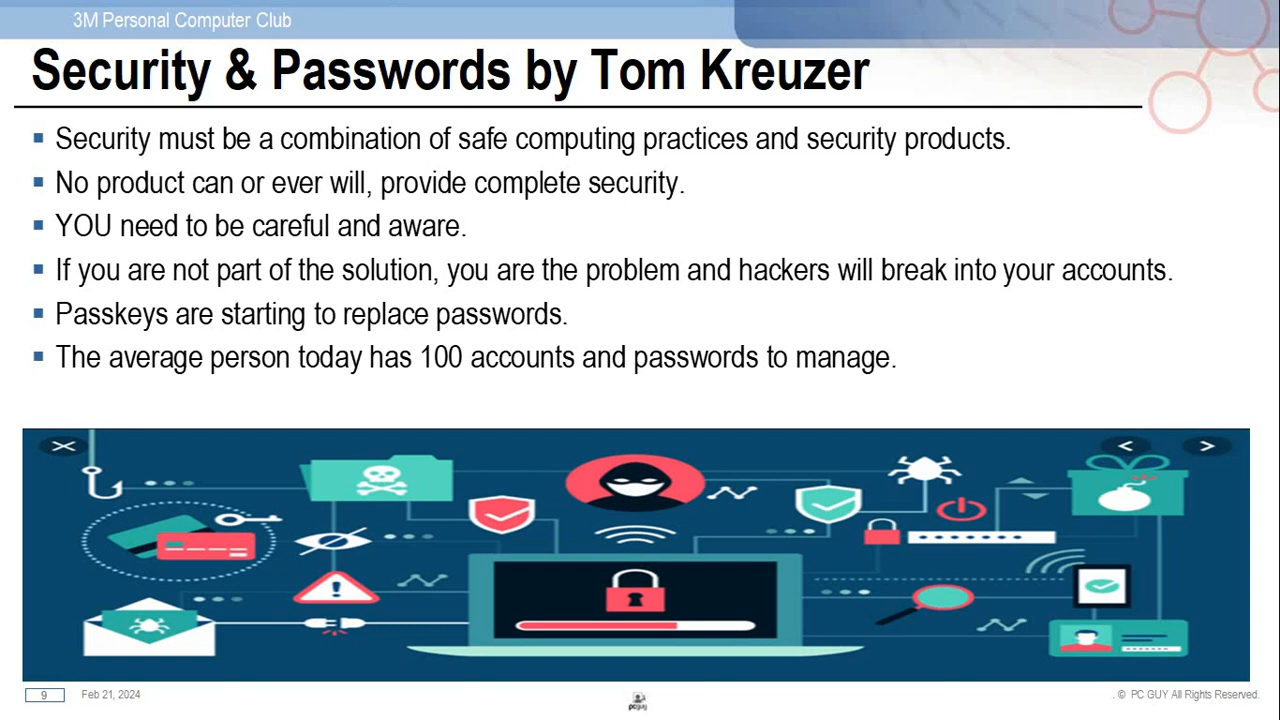 3M Personal Computer Club
Security & Passwords by Tom Kreuzer
Security must be a combination of safe computing practices and security products.
No product can or ever will, provide complete security.
YOU need to be careful and aware.
If you are not part of the solution, you are the problem and hackers will break into your accounts.
Passkeys are starting to replace passwords.
The average person today has 100 accounts and passwords to manage.
9
Feb 21, 2024
pcguy
. © PC GUY All Rights Reserved.